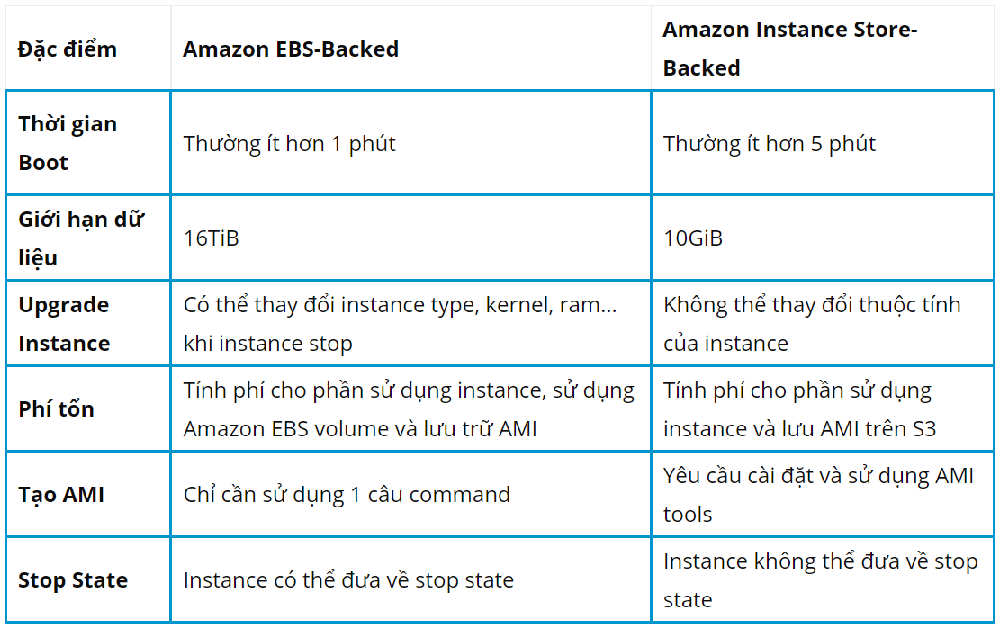 Đặc điểm
Amazon EBS-Backed
Amazon Instance Store-
Backed
Thời gian
Boot
Thường ít hơn 1 phút
Thường ít hơn 5 phút
Giới hạn dữ
liệu
16TiB
10GiB
Upgrade
Instance
Có thể thay đổi instance type, kernel, ram...
khi instance stop
Không thể thay đổi thuộc tính
của instance
Phí tổn
Tính phí cho phần sử dụng instance, sử dụng
Amazon EBS volume và lưu trữ AMI
Tính phí cho phần sử dụng
instance và lưu AMI trên S3
Tạo AMI
Chỉ cần sử dụng 1 câu command
Yêu cầu cài đặt và sử dụng AMI
tools
Stop State
Instance có thể đưa về stop state
Instance không thể đưa về stop
state